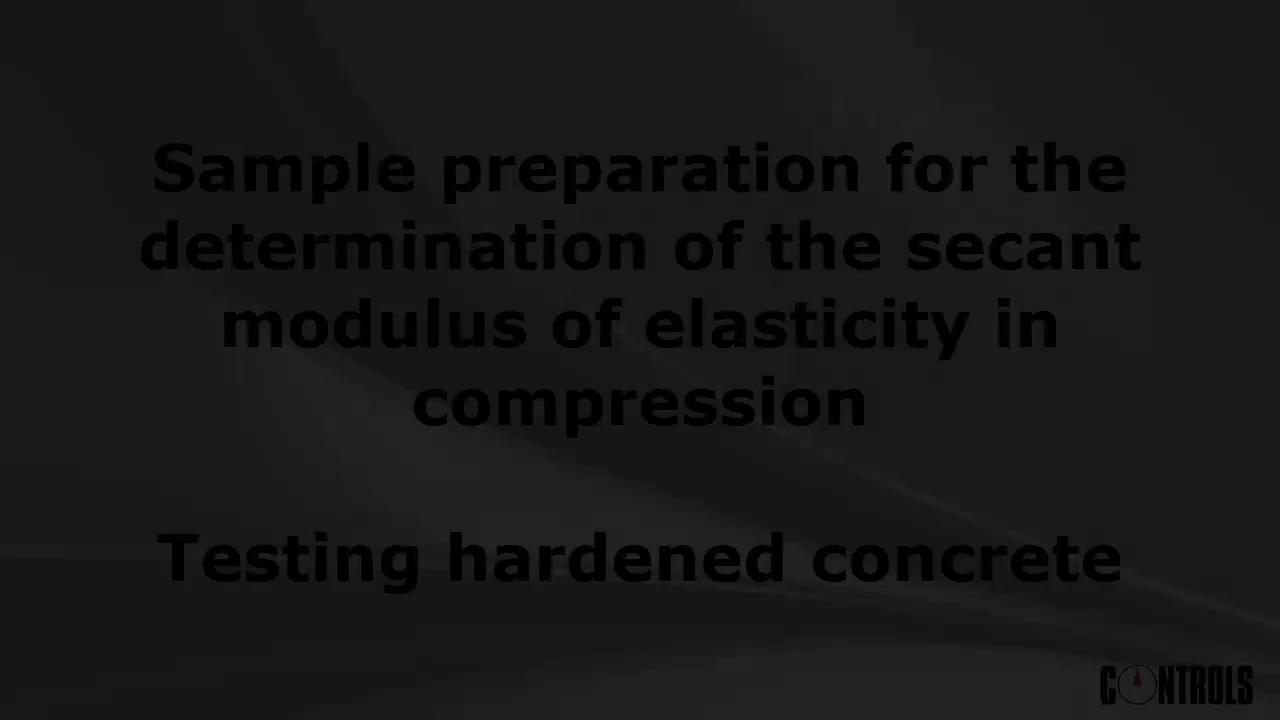 Sample preparation for the
determination of the secant
modulus of elasticity in
compression
Testing hardened concrete
CONTROLS